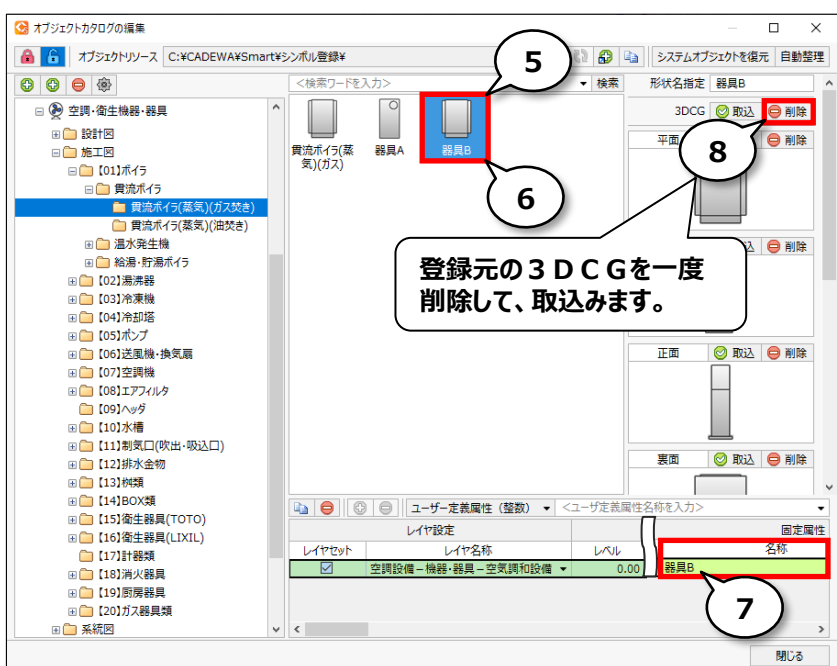 オブジェクトカタログの編集
オブジェクトリソース C:¥CADEWA¥Smart¥シンボル登録¥
システムオブジェクトを復元 自動整理
5
<検索ワードを入力>
検索
形状名指定 器具B
3DCG 取込 削除
空調・衛生機器・器具
設計図
施工図
【01】ボイラ
貫流ボイラ
貫流ボイラ(蒸気)(ガス焚き)
貫流ボイラ(蒸気)(油焚き)
温水発生機
給湯・貯湯ボイラ
【02】湯沸器
【03】冷凍機
【04】冷却塔
【05】ポンプ
【06】送風機・換気扇
【07】空調機
【08】エアフィルタ
【09】ヘッダ
【10】水槽
【11】制気口(吹出・吸込口)
【12】排水金物
【13】桝類
【14】BOX類
【15】衛生器具(TOTO)
【16】衛生器具(LIXIL)
【17】計器類
【18】消火器具
【19】厨房器具
【20】ガス器具類
系統図
貫流ボイラ(蒸
気)(ガス)
器具A
器具B
6
8
平面 削除
込 削除
登録元の3DCGを一度
削除して、取込みます。
正面 取込 削除
裏面 取込 削除
ユーザー定義属性（整数） <ユーザ定義属性名称を入力>
レイヤ設定
固定属性
レイヤセット レイヤ名称 レベル 名称
空調設備－機器・器具－空気調和設備 0.00 器具B
7
閉じる